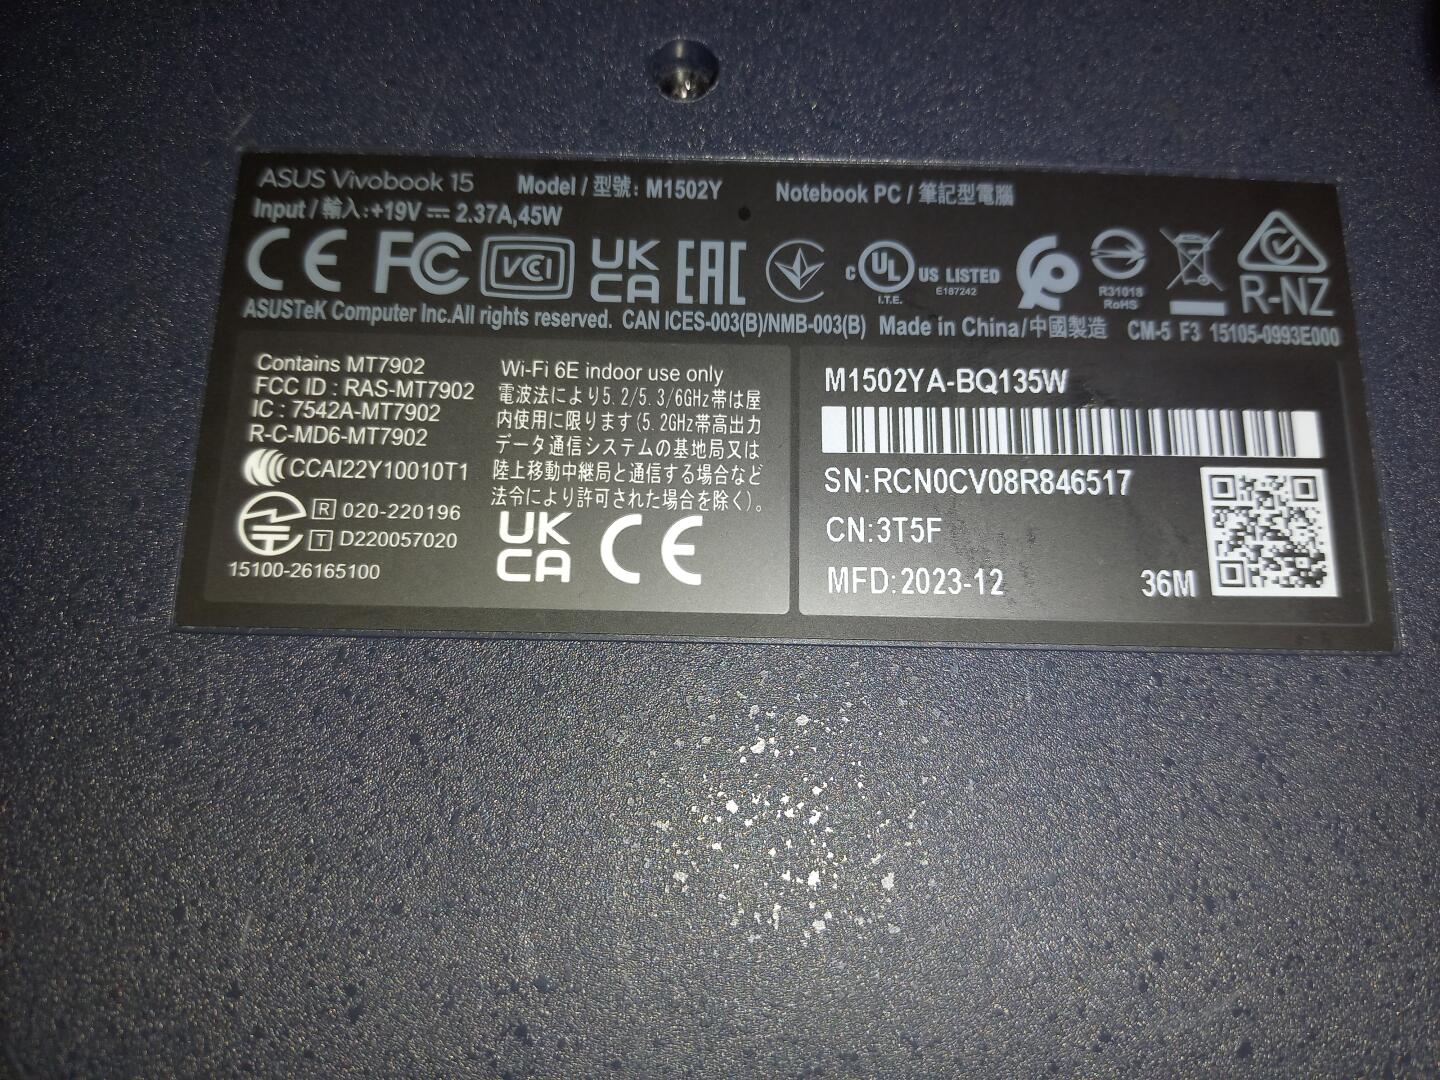 ASUS Vivobook 15 Model / 型號: M1502Y Notebook PC / 筆記型電腦
Input / 輸入:+19V ⎓ 2.37A,45W
CE FC VCI UK CA EAC c UL US LISTED E187242 I.T.E. R31018 RoHS R-NZ
ASUSTeK Computer Inc.All rights reserved. CAN ICES-003(B)/NMB-003(B) Made in China/中國製造 CM-5 F3 15105-0993E000
Contains MT7902
FCC ID : RAS-MT7902
IC : 7542A-MT7902
R-C-MD6-MT7902
CCAI22Y10010T1
R 020-220196
T D220057020
15100-26165100
Wi-Fi 6E indoor use only
電波法により5.2/5.3/6GHz帯は屋
内使用に限ります(5.2GHz帯高出力
データ通信システムの基地局又は
陸上移動中継局と通信する場合など
法令により許可された場合を除く)。
UK CA CE
M1502YA-BQ135W
SN:RCN0CV08R846517
CN:3T5F
MFD:2023-12 36M